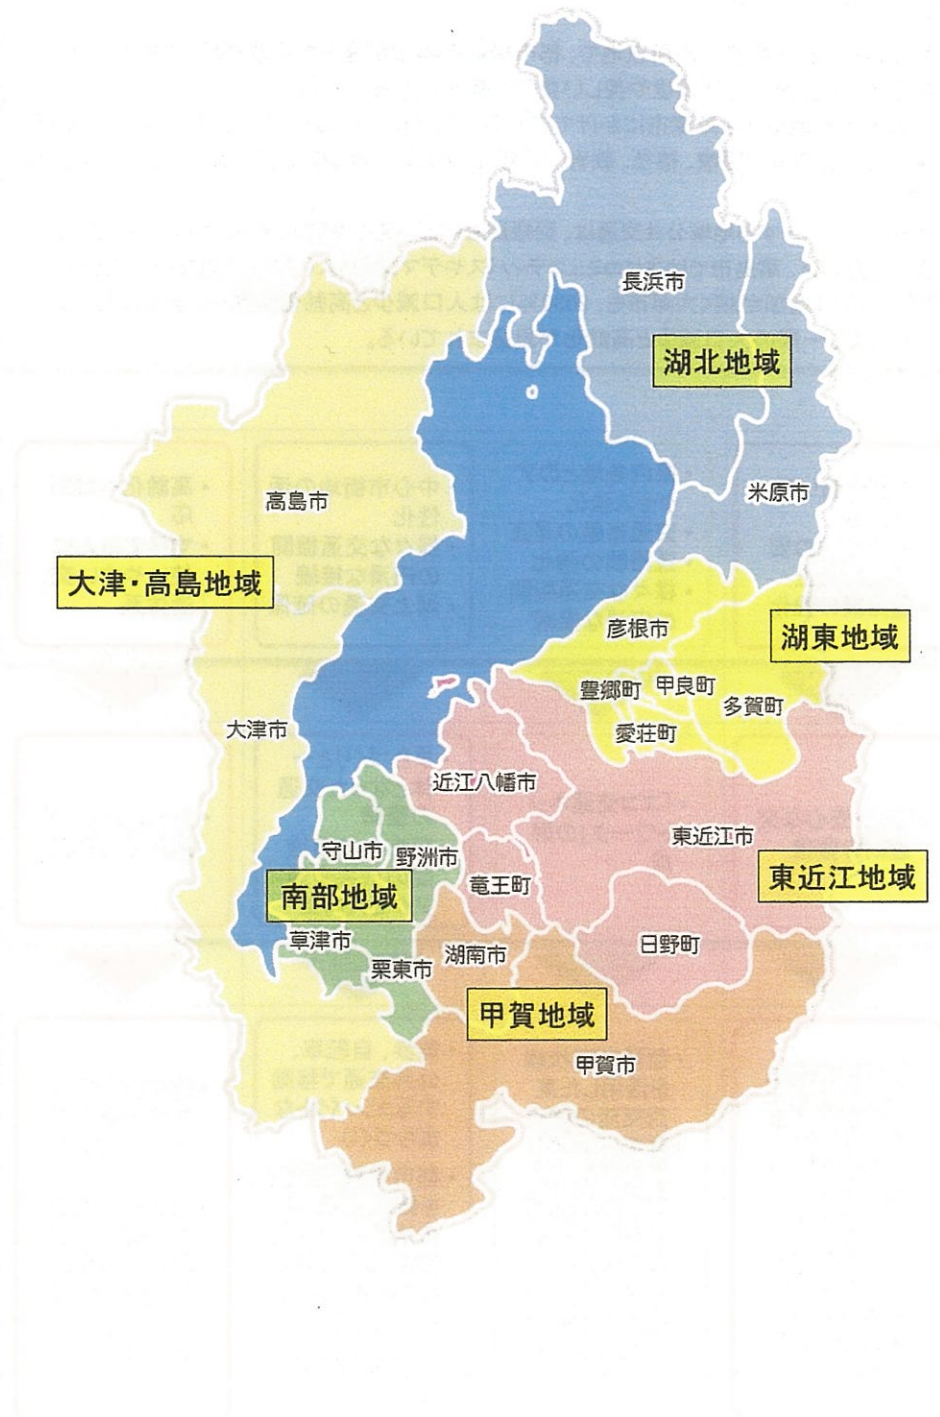 長浜市
湖北地域
米原市
高島市
大津・高島地域
彦根市
湖東地域
豊郷町
甲良町
多賀町
愛荘町
大津市
近江八幡市
東近江市
守山市
野洲市
竜王町
東近江地域
南部地域
草津市
栗東市
湖南市
日野町
甲賀地域
甲賀市